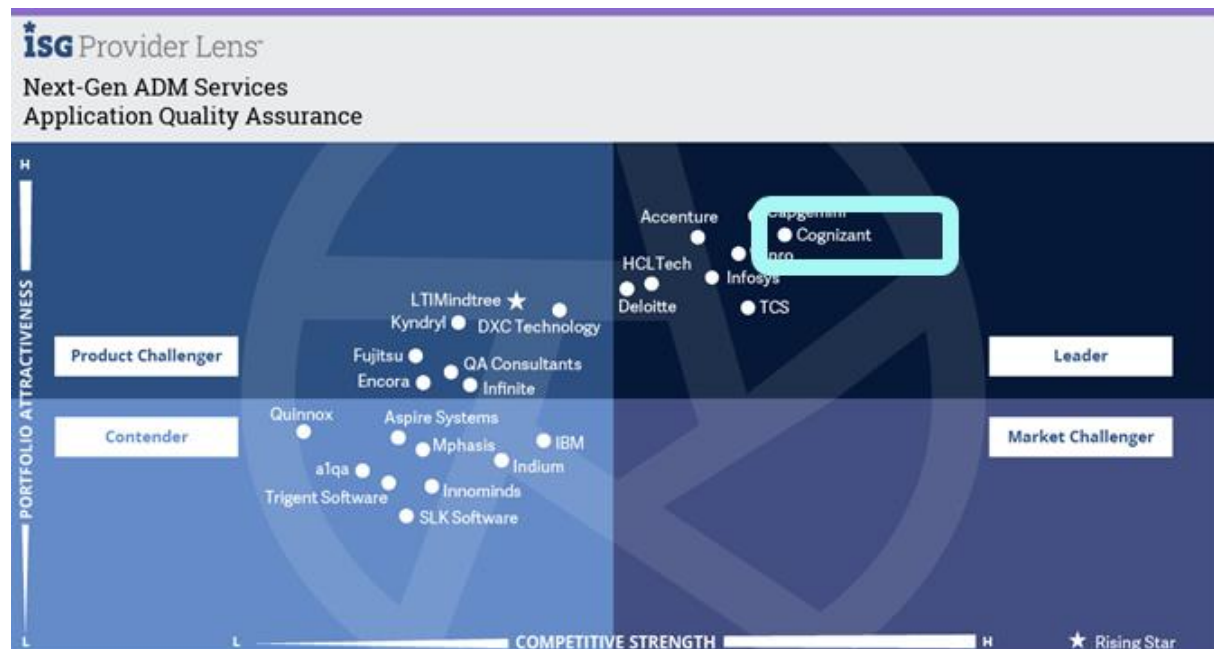 ISG Provider Lens™
Next-Gen ADM Services
Application Quality Assurance
H
PORTFOLIO ATTRACTIVENESS
L
Product Challenger
Leader
Contender
Market Challenger
Accenture
Capgemini
Cognizant
HCLTech
Infosys
Deloitte
TCS
LTIMindtree
Kyndryl
DXC Technology
Fujitsu
QA Consultants
Encora
Infinite
Quinnox
Aspire Systems
Mphasis
IBM
Indium
a1qa
Trigent Software
Innominds
SLK Software
L
COMPETITIVE STRENGTH
H
Rising Star